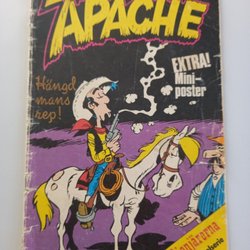 APACHE
EXTRA!
Mini-
poster
Hängd
mans
rep!